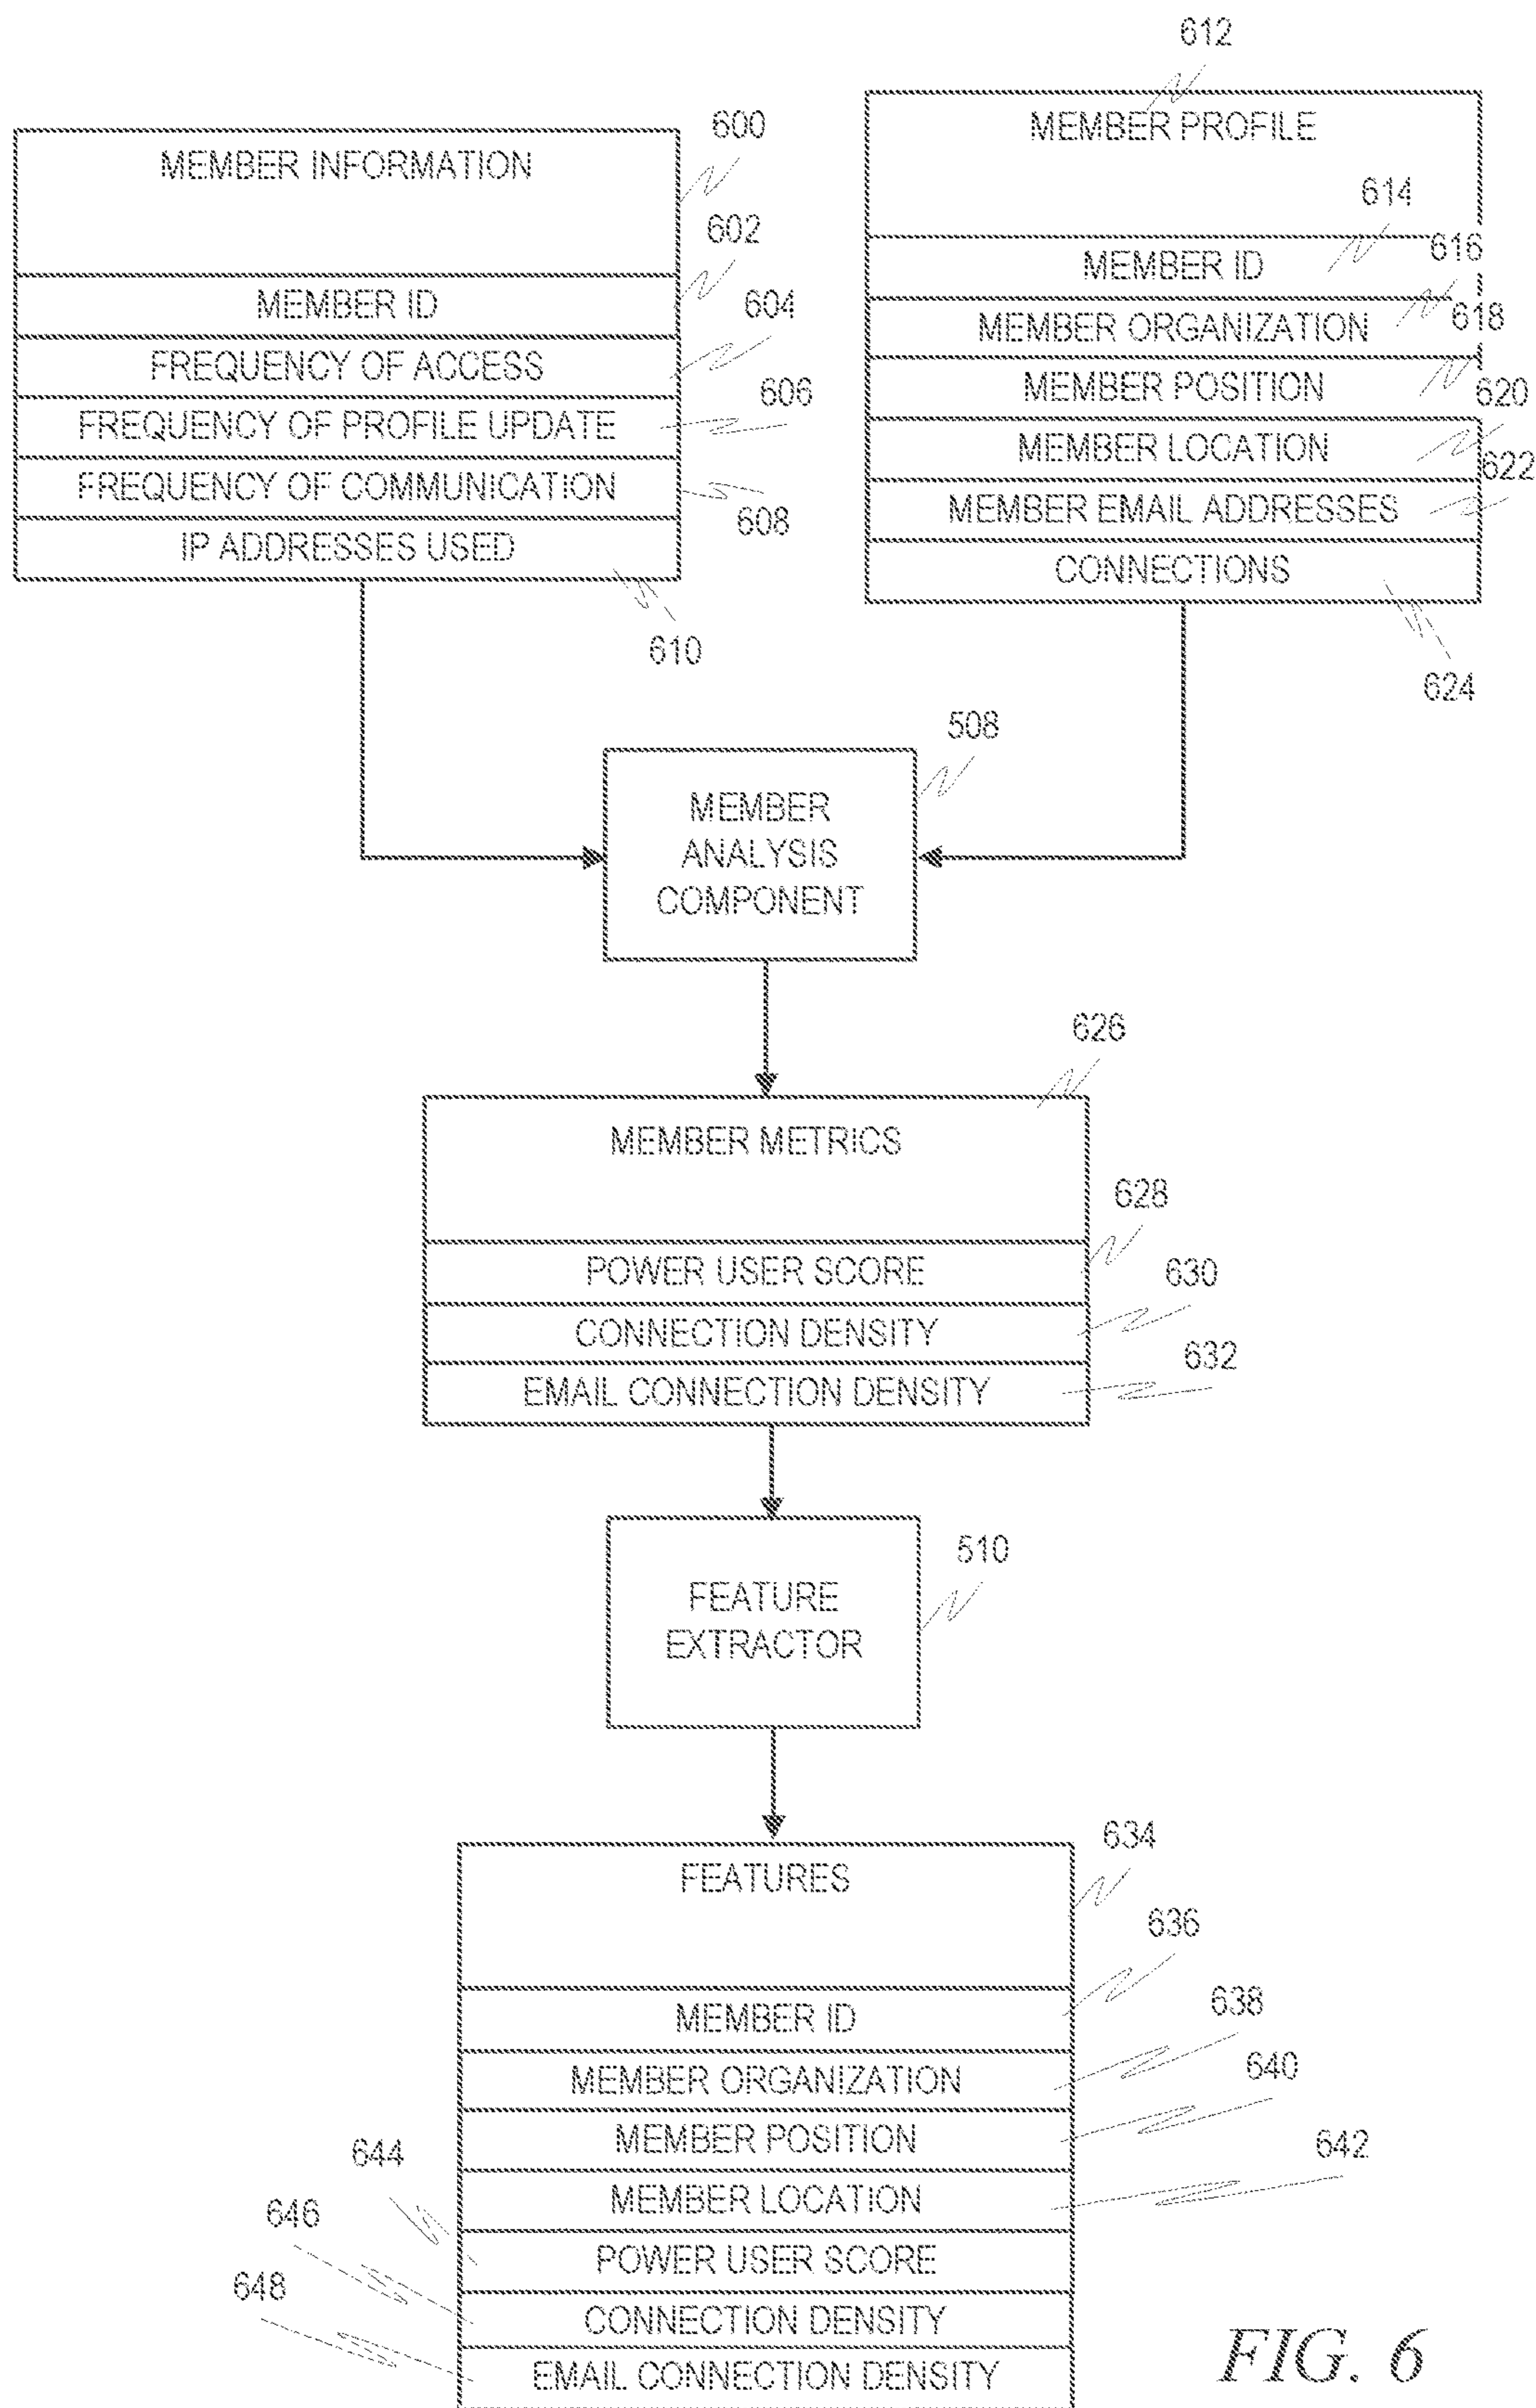 612
600
MEMBER PROFILE
MEMBER INFORMATION
614
602
616
MEMBER ID
MEMBER ID
604
618
MEMBER ORGANIZATION
FREQUENCY OF ACCESS
606
MEMBER POSITION
620
FREQUENCY OF PROFILE UPDATE
MEMBER LOCATION
622
FREQUENCY OF COMMUNICATION
608
MEMBER EMAIL ADDRESSES
IP ADDRESSES USED
CONNECTIONS
610
624
508
MEMBER
ANALYSIS
COMPONENT
626
MEMBER METRICS
628
POWER USER SCORE
630
CONNECTION DENSITY
632
EMAIL CONNECTION DENSITY
510
FEATURE
EXTRACTOR
634
FEATURES
636
MEMBER ID
638
MEMBER ORGANIZATION
640
MEMBER POSITION
642
644
MEMBER LOCATION
646
POWER USER SCORE
648
CONNECTION DENSITY
EMAIL CONNECTION DENSITY
FIG. 6